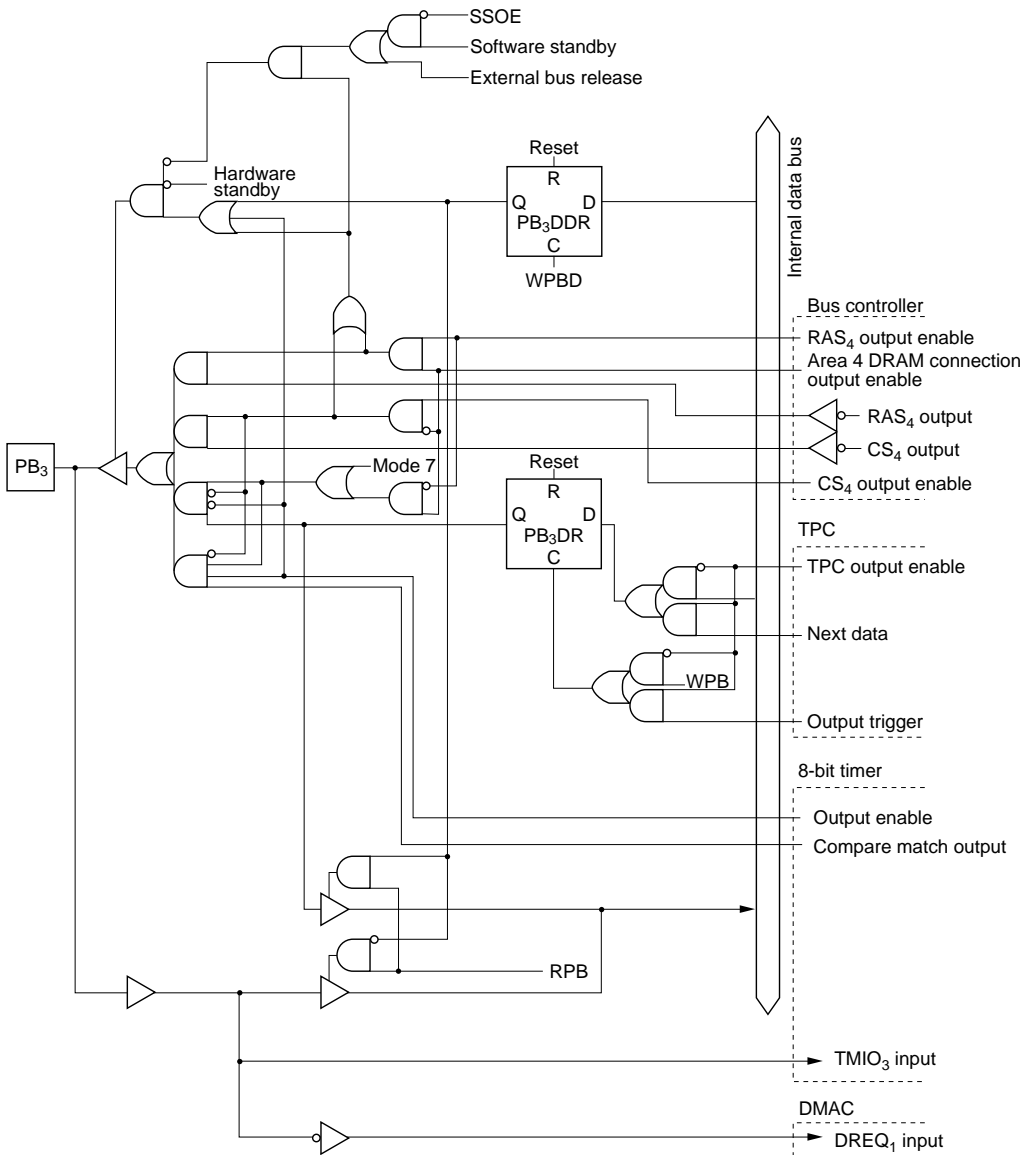 SSOE
Software standby
External bus release
Hardware
standby
Reset
R
Q D
PB₃DDR
C
WPBD
Internal data bus
Bus controller
RAS₄ output enable
Area 4 DRAM connection
output enable
RAS₄ output
CS₄ output
CS₄ output enable
PB₃
Mode 7
Reset
R
Q D
PB₃DR
C
TPC
TPC output enable
Next data
WPB
Output trigger
8-bit timer
Output enable
Compare match output
RPB
TMIO₃ input
DMAC
DREQ₁ input